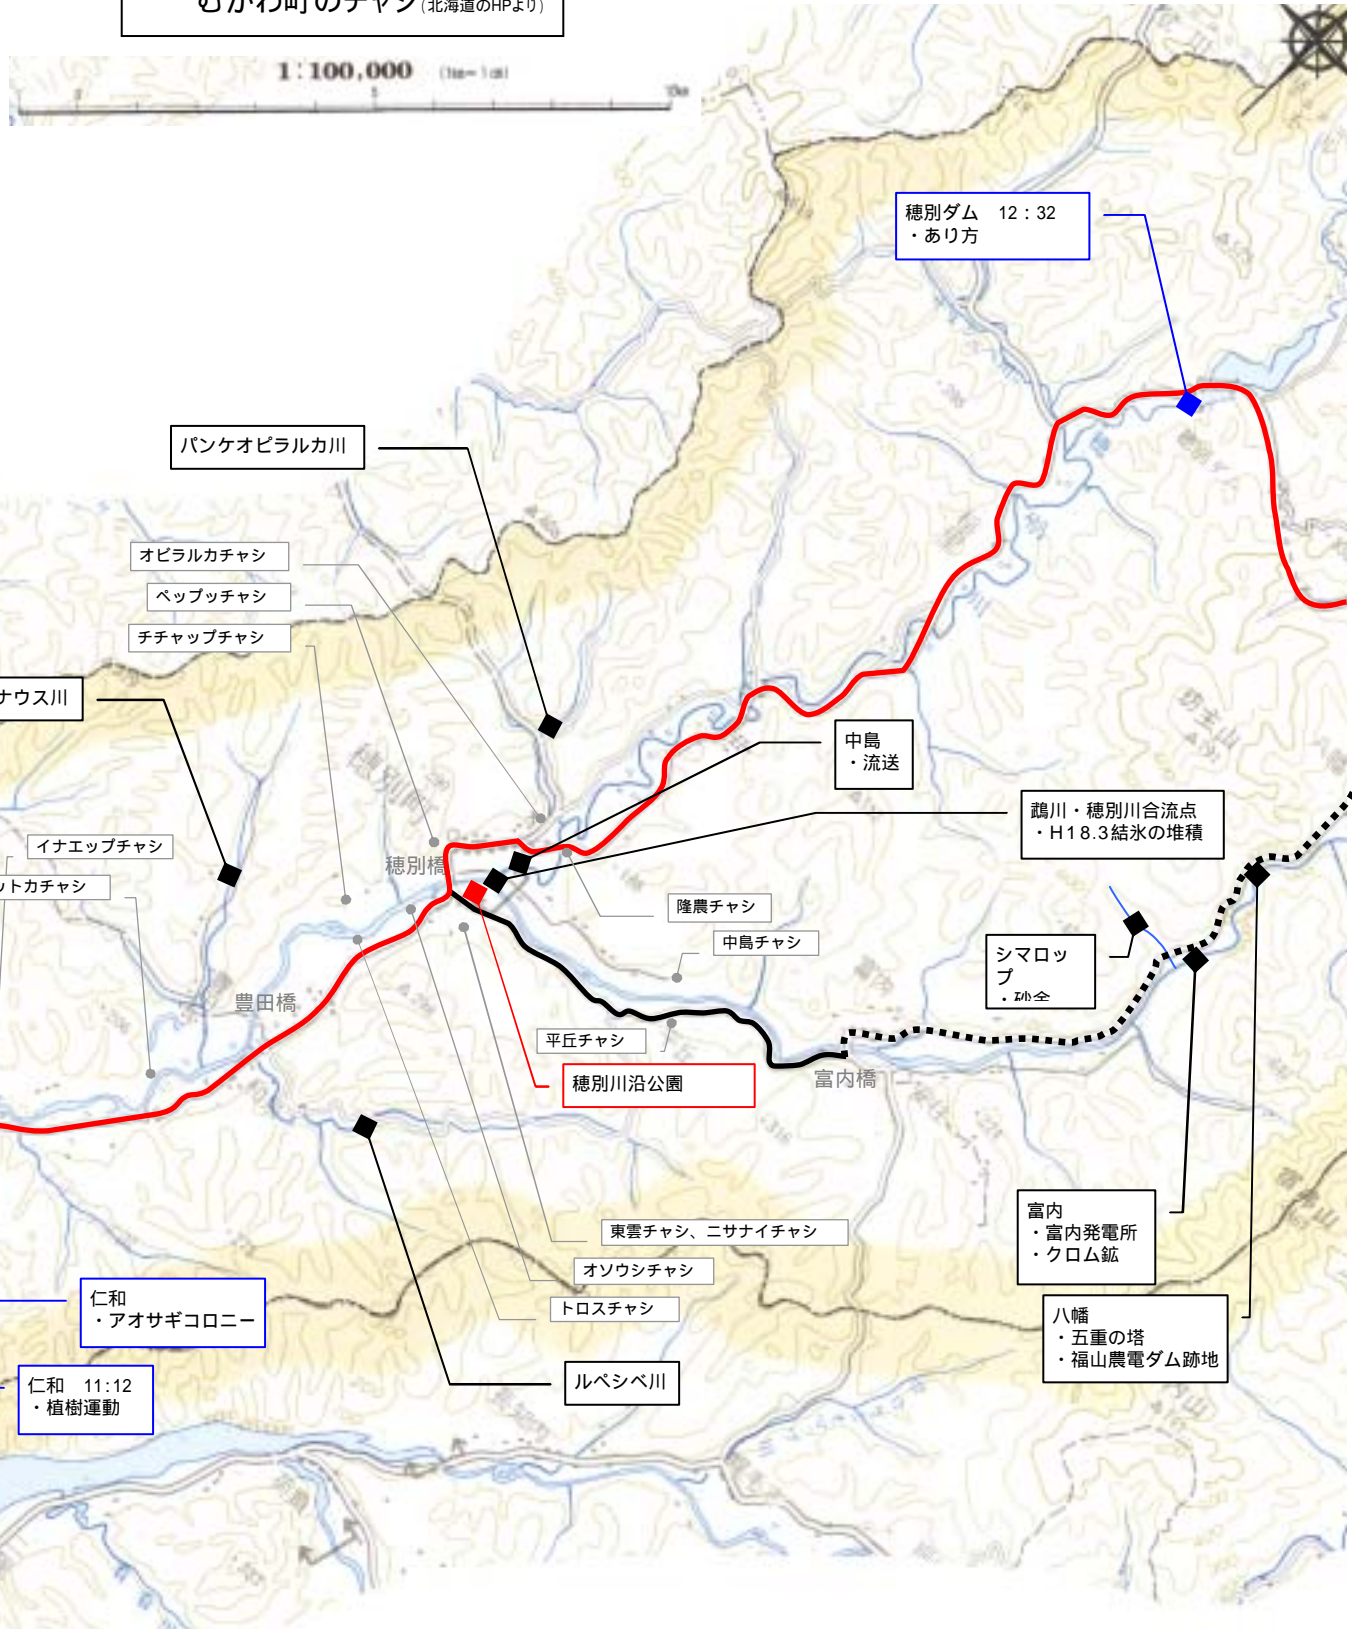 むかわ町のチャシ(北海道のHPより)
1:100,000 (1km=1cm)
0 5 10km
穂別ダム 12:32
・あり方
パンケオピラルカ川
オピラルカチャシ
ペップッチャシ
チチャップチャシ
ナウス川
中島
・流送
鵡川・穂別川合流点
・H18.3結氷の堆積
イナエップチャシ
ットカチャシ
穂別橋
隆農チャシ
中島チャシ
シマロッ
プ
・砂金
豊田橋
平丘チャシ
穂別川沿公園
富内橋
富内
・富内発電所
・クロム鉱
東雲チャシ、ニサナイチャシ
オソウシチャシ
トロスチャシ
仁和
・アオサギコロニー
八幡
・五重の塔
・福山農電ダム跡地
仁和 11:12
・植樹運動
ルペシベ川